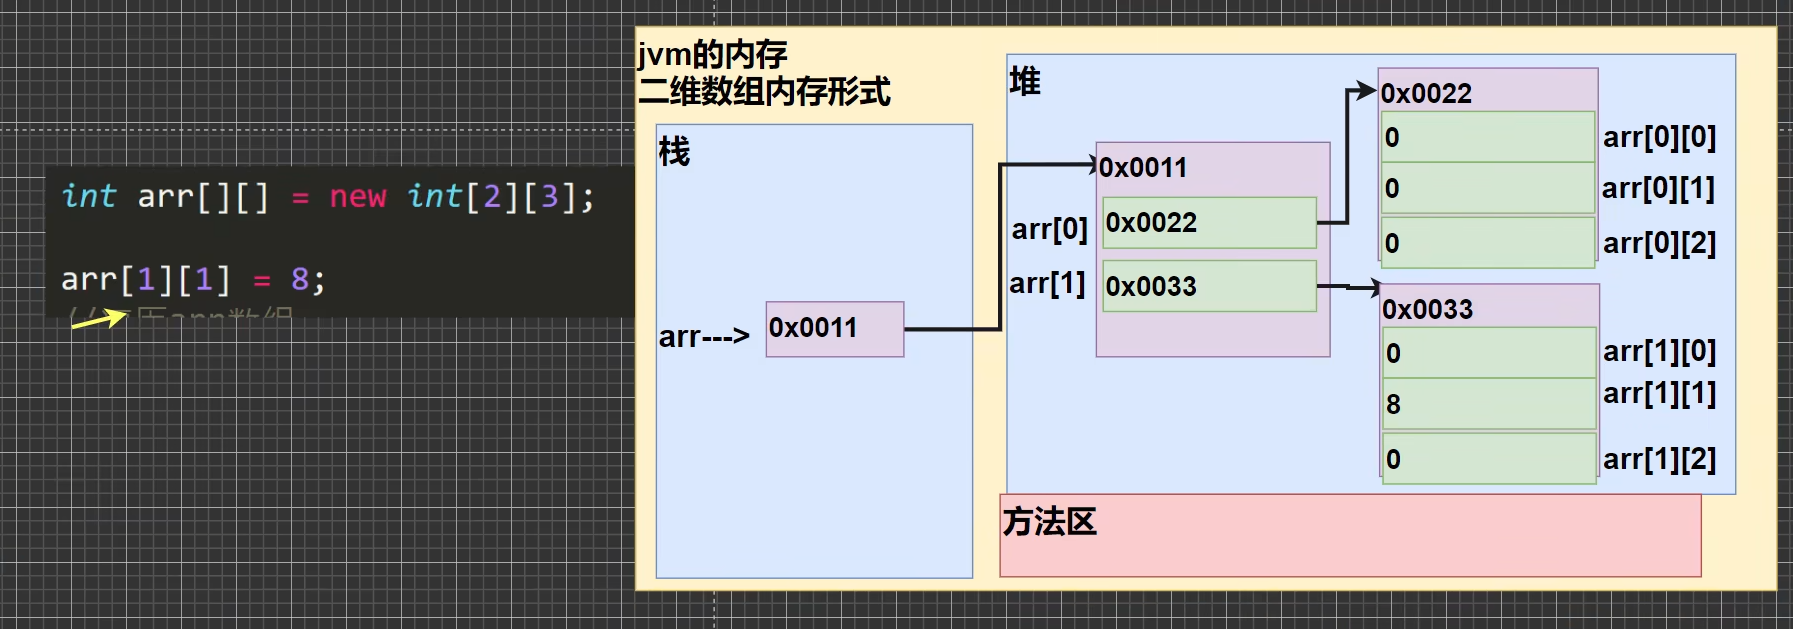 int arr[][] = new int[2][3];
arr[1][1] = 8;
jvm的内存
二维数组内存形式
栈
arr--->
0x0011
堆
0x0011
arr[0]
0x0022
arr[1]
0x0033
0x0022
0
arr[0][0]
0
arr[0][1]
0
arr[0][2]
0x0033
0
arr[1][0]
8
arr[1][1]
0
arr[1][2]
方法区